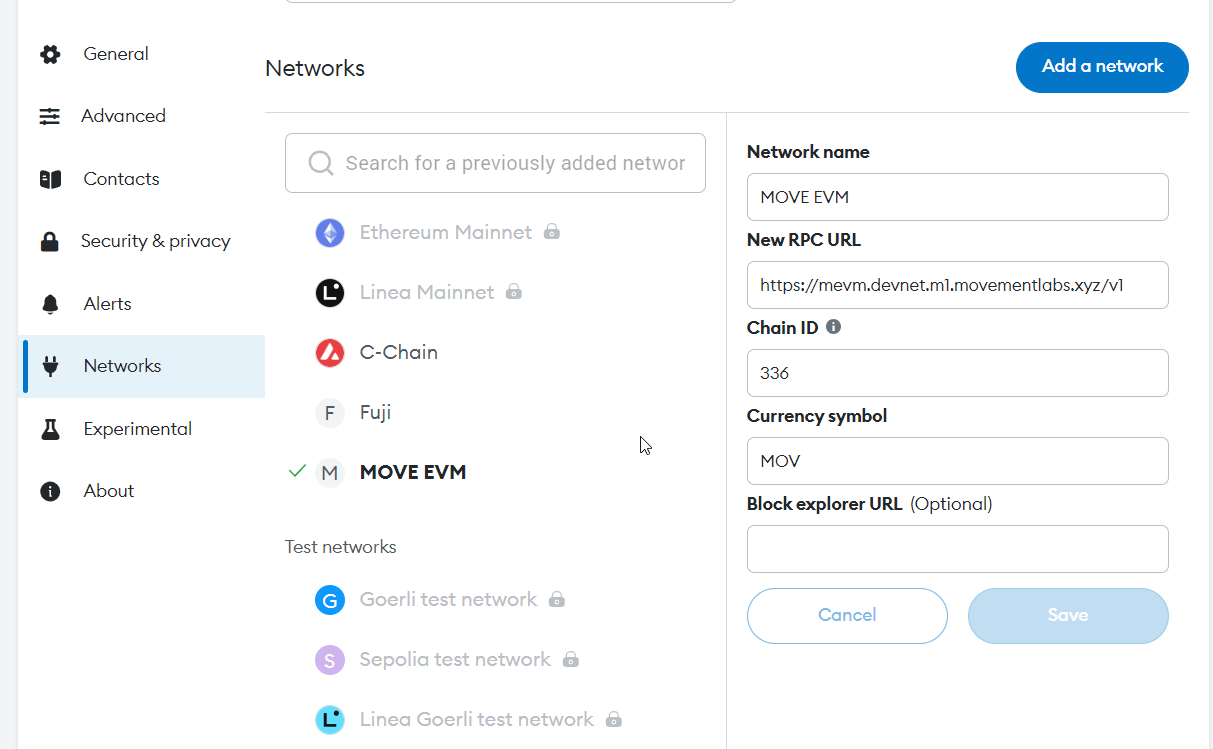 General
Advanced
Contacts
Security & privacy
Alerts
Networks
Experimental
About
Networks
Add a network
Search for a previously added networ
Ethereum Mainnet
Linea Mainnet
C-Chain
F Fuji
M MOVE EVM
Test networks
G Goerli test network
S Sepolia test network
L Linea Goerli test network
Network name
MOVE EVM
New RPC URL
https://mevm.devnet.m1.movementlabs.xyz/v1
Chain ID
336
Currency symbol
MOV
Block explorer URL (Optional)
Cancel
Save